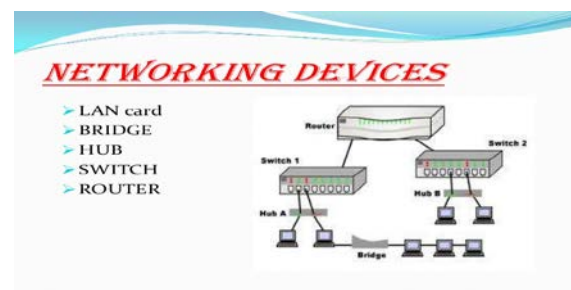 NETWORKING DEVICES
LAN card
BRIDGE
HUB
SWITCH
ROUTER
Router
Switch 1
Switch 2
Hub A
Hub B
Bridge